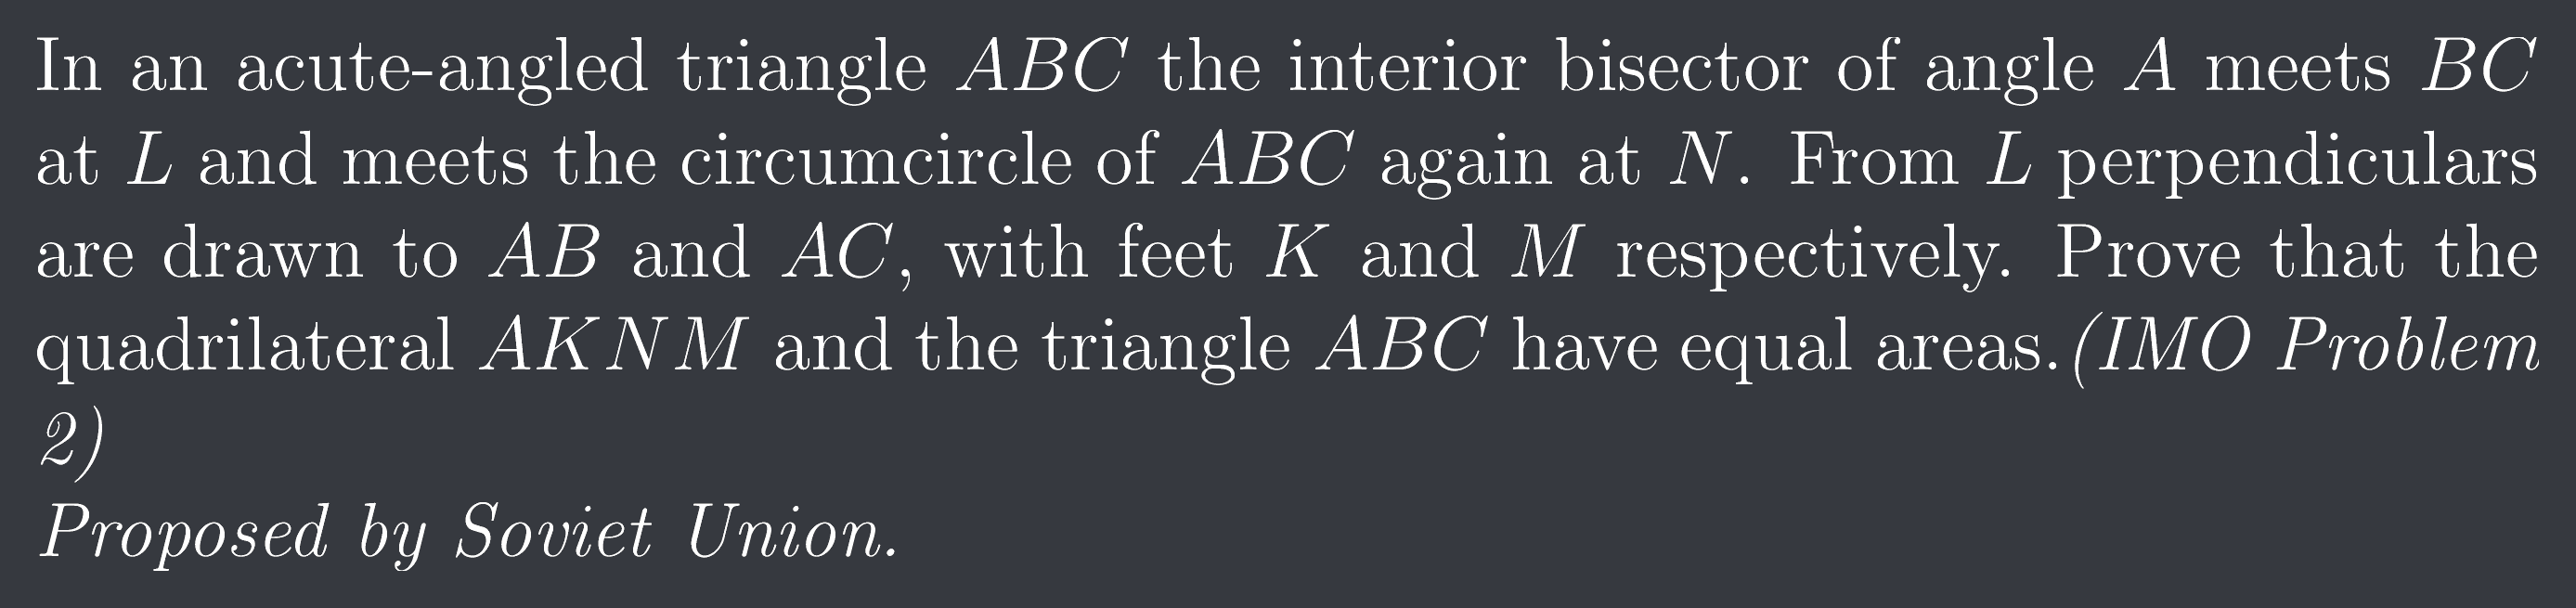 In an acute-angled triangle ABC the interior bisector of angle A meets BC
at L and meets the circumcircle of ABC again at N. From L perpendiculars
are drawn to AB and AC, with feet K and M respectively. Prove that the
quadrilateral AKNM and the triangle ABC have equal areas.(IMO Problem
2)
Proposed by Soviet Union.